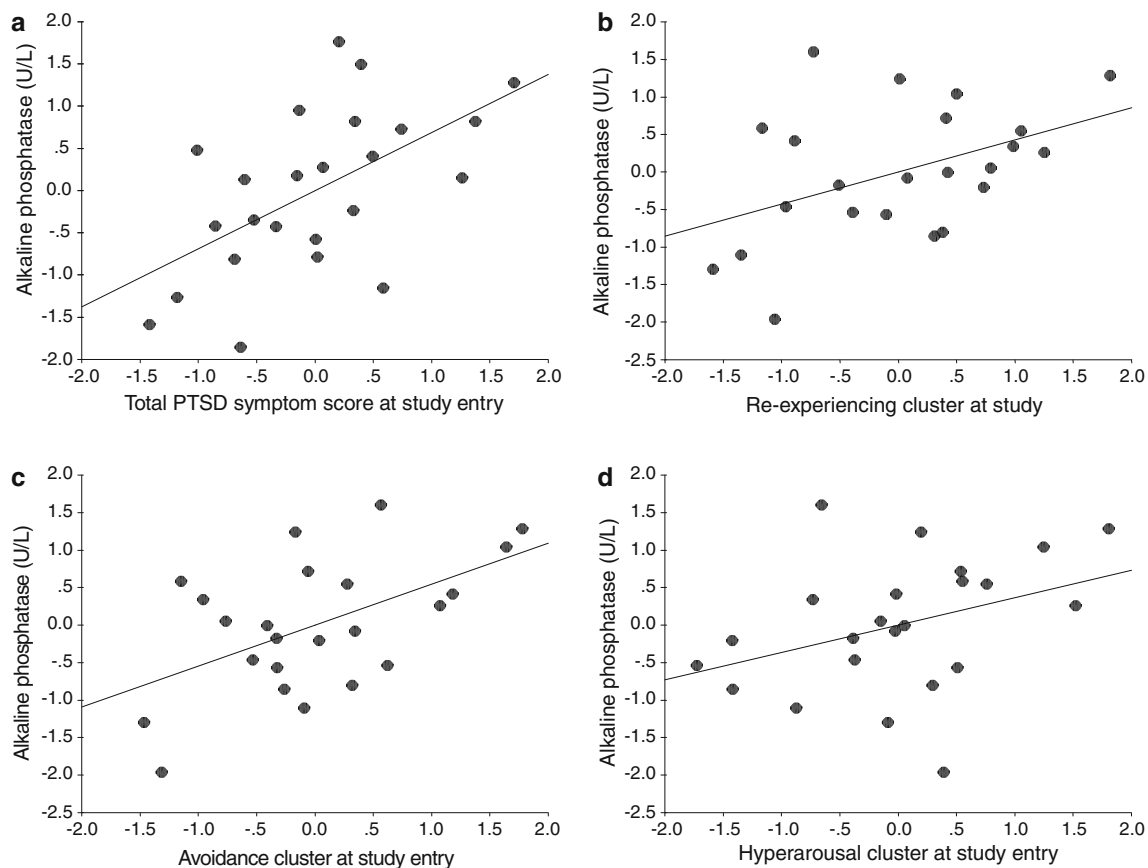 a
2.0
1.5
1.0
.5
0.0
-.5
-1.0
-1.5
-2.0
Alkaline phosphatase (U/L)
-2.0 -1.5 -1.0 -.5 0.0 .5 1.0 1.5 2.0
Total PTSD symptom score at study entry
b
2.0
1.5
1.0
.5
0.0
-.5
-1.0
-1.5
-2.0
-2.5
Alkaline phosphatase (U/L)
-2.0 -1.5 -1.0 -.5 0.0 .5 1.0 1.5 2.0
Re-experiencing cluster at study
c
2.0
1.5
1.0
.5
0.0
-.5
-1.0
-1.5
-2.0
-2.5
Alkaline phosphatase (U/L)
-2.0 -1.5 -1.0 -.5 0.0 .5 1.0 1.5 2.0
Avoidance cluster at study entry
d
2.0
1.5
1.0
.5
0.0
-.5
-1.0
-1.5
-2.0
-2.5
Alkaline phosphatase (U/L)
-2.0 -1.5 -1.0 -.5 0.0 .5 1.0 1.5 2.0
Hyperarousal cluster at study entry